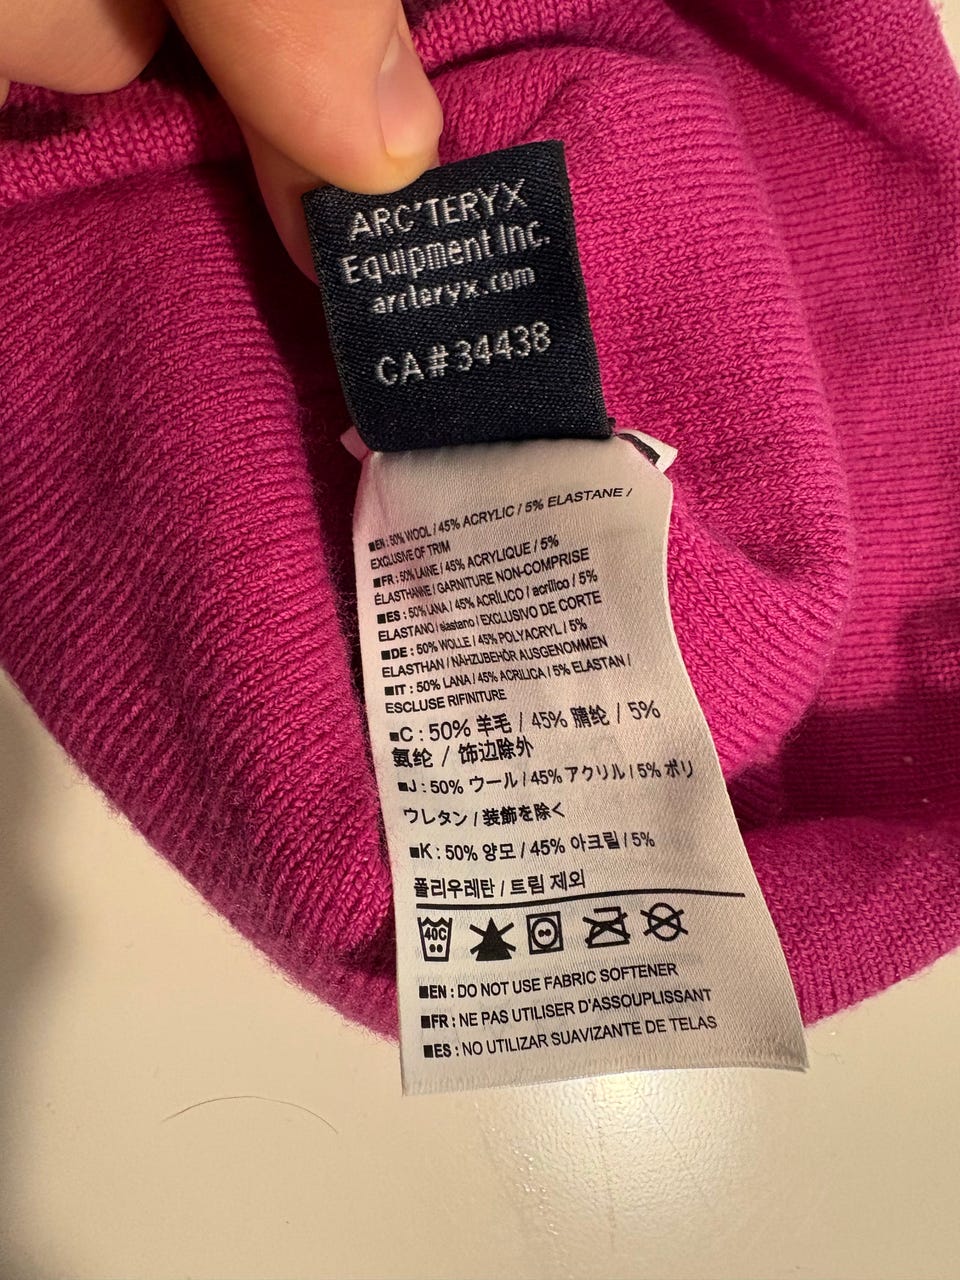 ARC'TERYX
Equipment Inc.
arcteryx.com
CA#34438
■EN : 50% WOOL / 45% ACRYLIC / 5% ELASTANE /
EXCLUSIVE OF TRIM
■FR : 50% LAINE / 45% ACRYLIQUE / 5%
ÉLASTHANNE / GARNITURE NON-COMPRISE
■ES : 50% LANA / 45% ACRÍLICO / acrílico / 5%
ELASTANO / elastano / EXCLUSIVO DE CORTE
■DE : 50% WOLLE / 45% POLYACRYL / 5%
ELASTHAN / NÄHZUBEHÖR AUSGENOMMEN
■IT : 50% LANA / 45% ACRILICA / 5% ELASTAN /
ESCLUSE RIFINITURE
■C : 50% 羊毛 / 45% 腈纶 / 5%
氨纶 / 饰边除外
■J : 50% ウール / 45% アクリル / 5% ポリ
ウレタン / 装飾を除く
■K : 50% 양모 / 45% 아크릴 / 5%
폴리우레탄 / 트림 제외
40C
■EN : DO NOT USE FABRIC SOFTENER
■FR : NE PAS UTILISER D'ASSOUPLISSANT
■ES : NO UTILIZAR SUAVIZANTE DE TELAS